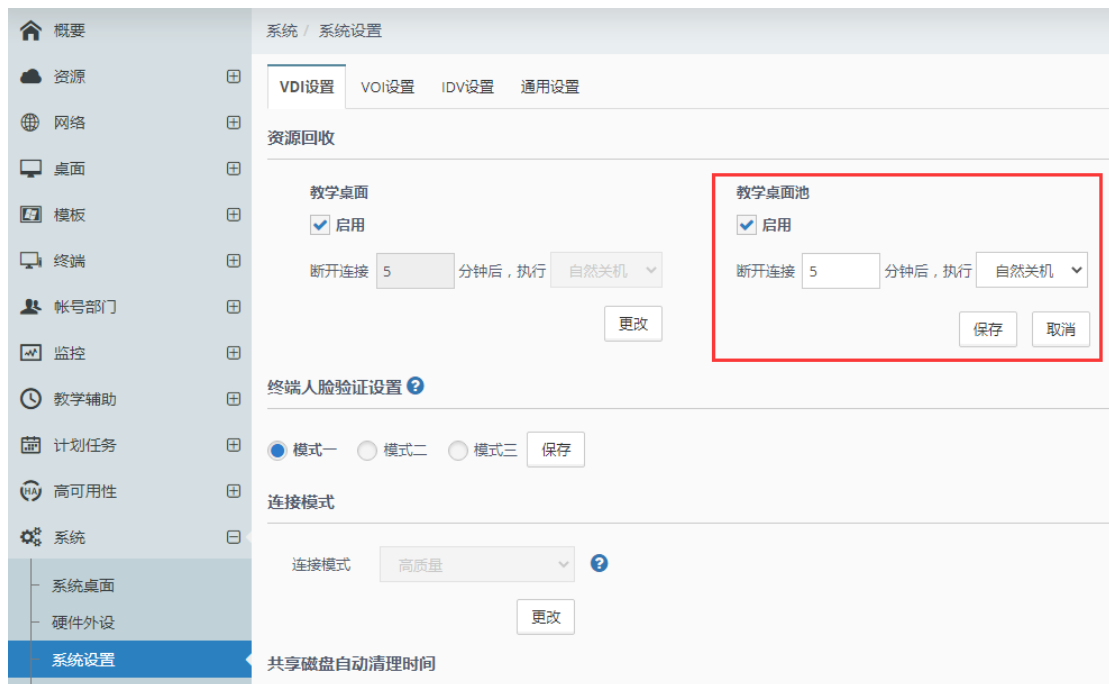 概要
资源
网络
桌面
模板
终端
帐号部门
监控
教学辅助
计划任务
高可用性
系统
系统桌面
硬件外设
系统设置
系统 / 系统设置
VDI设置 VOI设置 IDV设置 通用设置
资源回收
教学桌面
启用
断开连接 5 分钟后，执行 自然关机
更改
教学桌面池
启用
断开连接 5 分钟后，执行 自然关机
保存 取消
终端人脸验证设置
模式一 模式二 模式三 保存
连接模式
连接模式 高质量
更改
共享磁盘自动清理时间